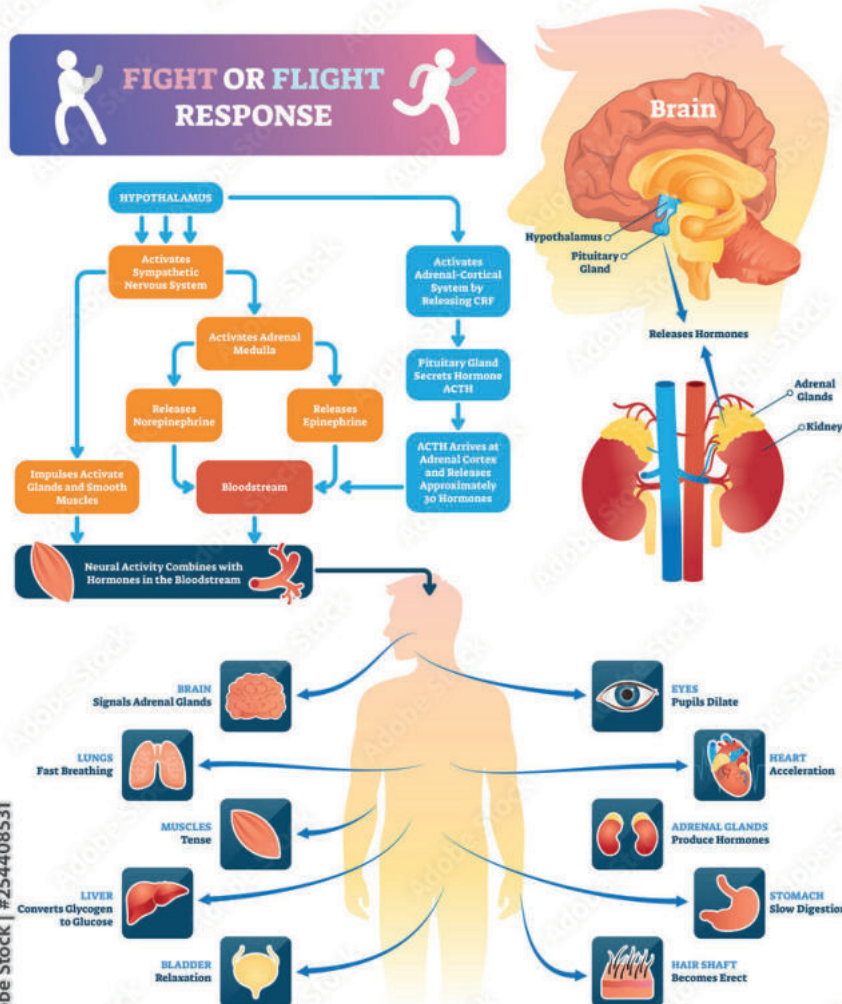 FIGHT OR FLIGHT
RESPONSE
Brain
Hypothalamus
Pituitary
Gland
Releases Hormones
Adrenal
Glands
Kidney
HYPOTHALAMUS
Activates
Sympathetic
Nervous System
Activates
Adrenal-Cortical
System by
Releasing CRF
Activates Adrenal
Medulla
Pituitary Gland
Secrets Hormone
ACTH
Releases
Norepinephrine
Releases
Epinephrine
Impulses Activate
Glands and Smooth
Muscles
Bloodstream
ACTH Arrives at
Adrenal Cortex
and Releases
Approximately
30 Hormones
Neural Activity Combines with
Hormones in the Bloodstream
BRAIN
Signals Adrenal Glands
EYES
Pupils Dilate
LUNGS
Fast Breathing
HEART
Acceleration
MUSCLES
Tense
ADRENAL GLANDS
Produce Hormones
LIVER
Converts Glycogen
to Glucose
STOMACH
Slow Digestion
BLADDER
Relaxation
HAIR SHAFT
Becomes Erect
Adobe Stock
Stock | #254408531